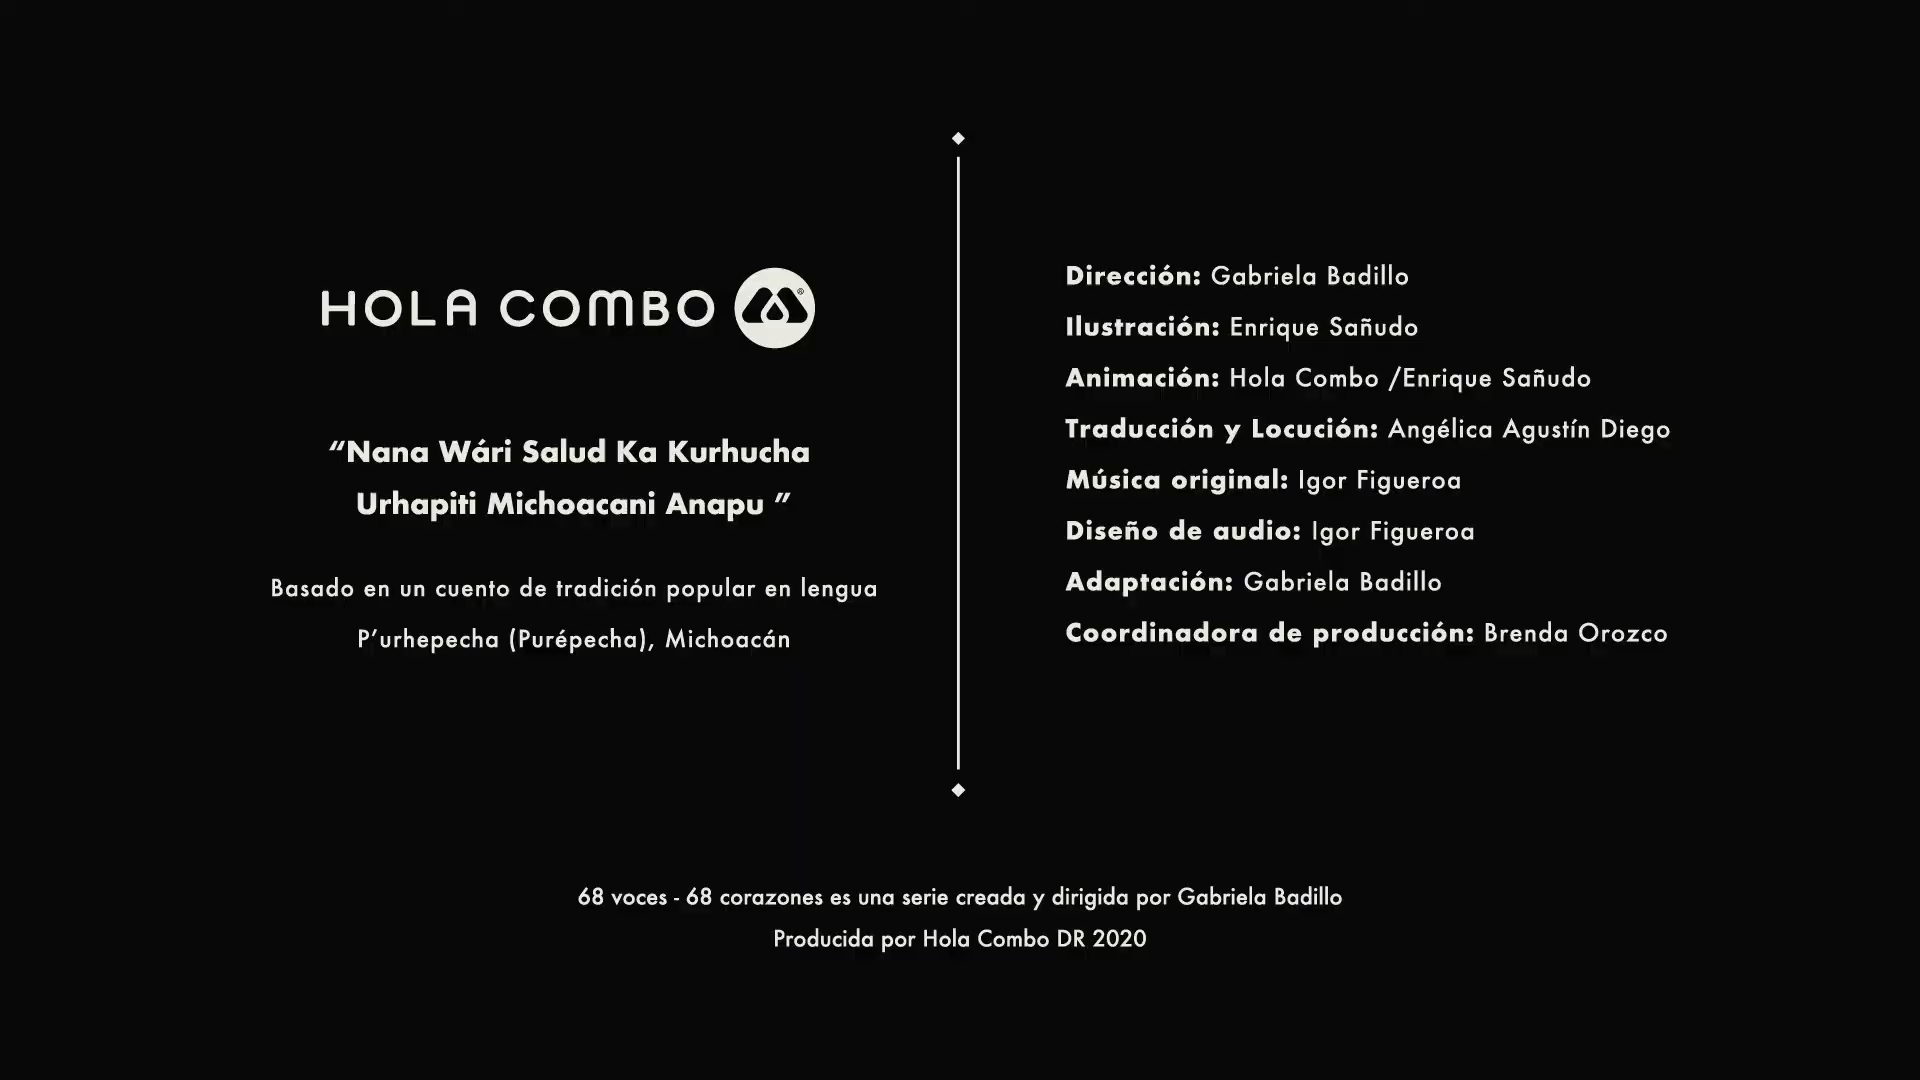 HOLA COMBO ®
“Nana Wári Salud Ka Kurhucha
Urhapiti Michoacani Anapu ”
Basado en un cuento de tradición popular en lengua
P’urhepecha (Purépecha), Michoacán
Dirección: Gabriela Badillo
Ilustración: Enrique Sañudo
Animación: Hola Combo /Enrique Sañudo
Traducción y Locución: Angélica Agustín Diego
Música original: Igor Figueroa
Diseño de audio: Igor Figueroa
Adaptación: Gabriela Badillo
Coordinadora de producción: Brenda Orozco
68 voces - 68 corazones es una serie creada y dirigida por Gabriela Badillo
Producida por Hola Combo DR 2020